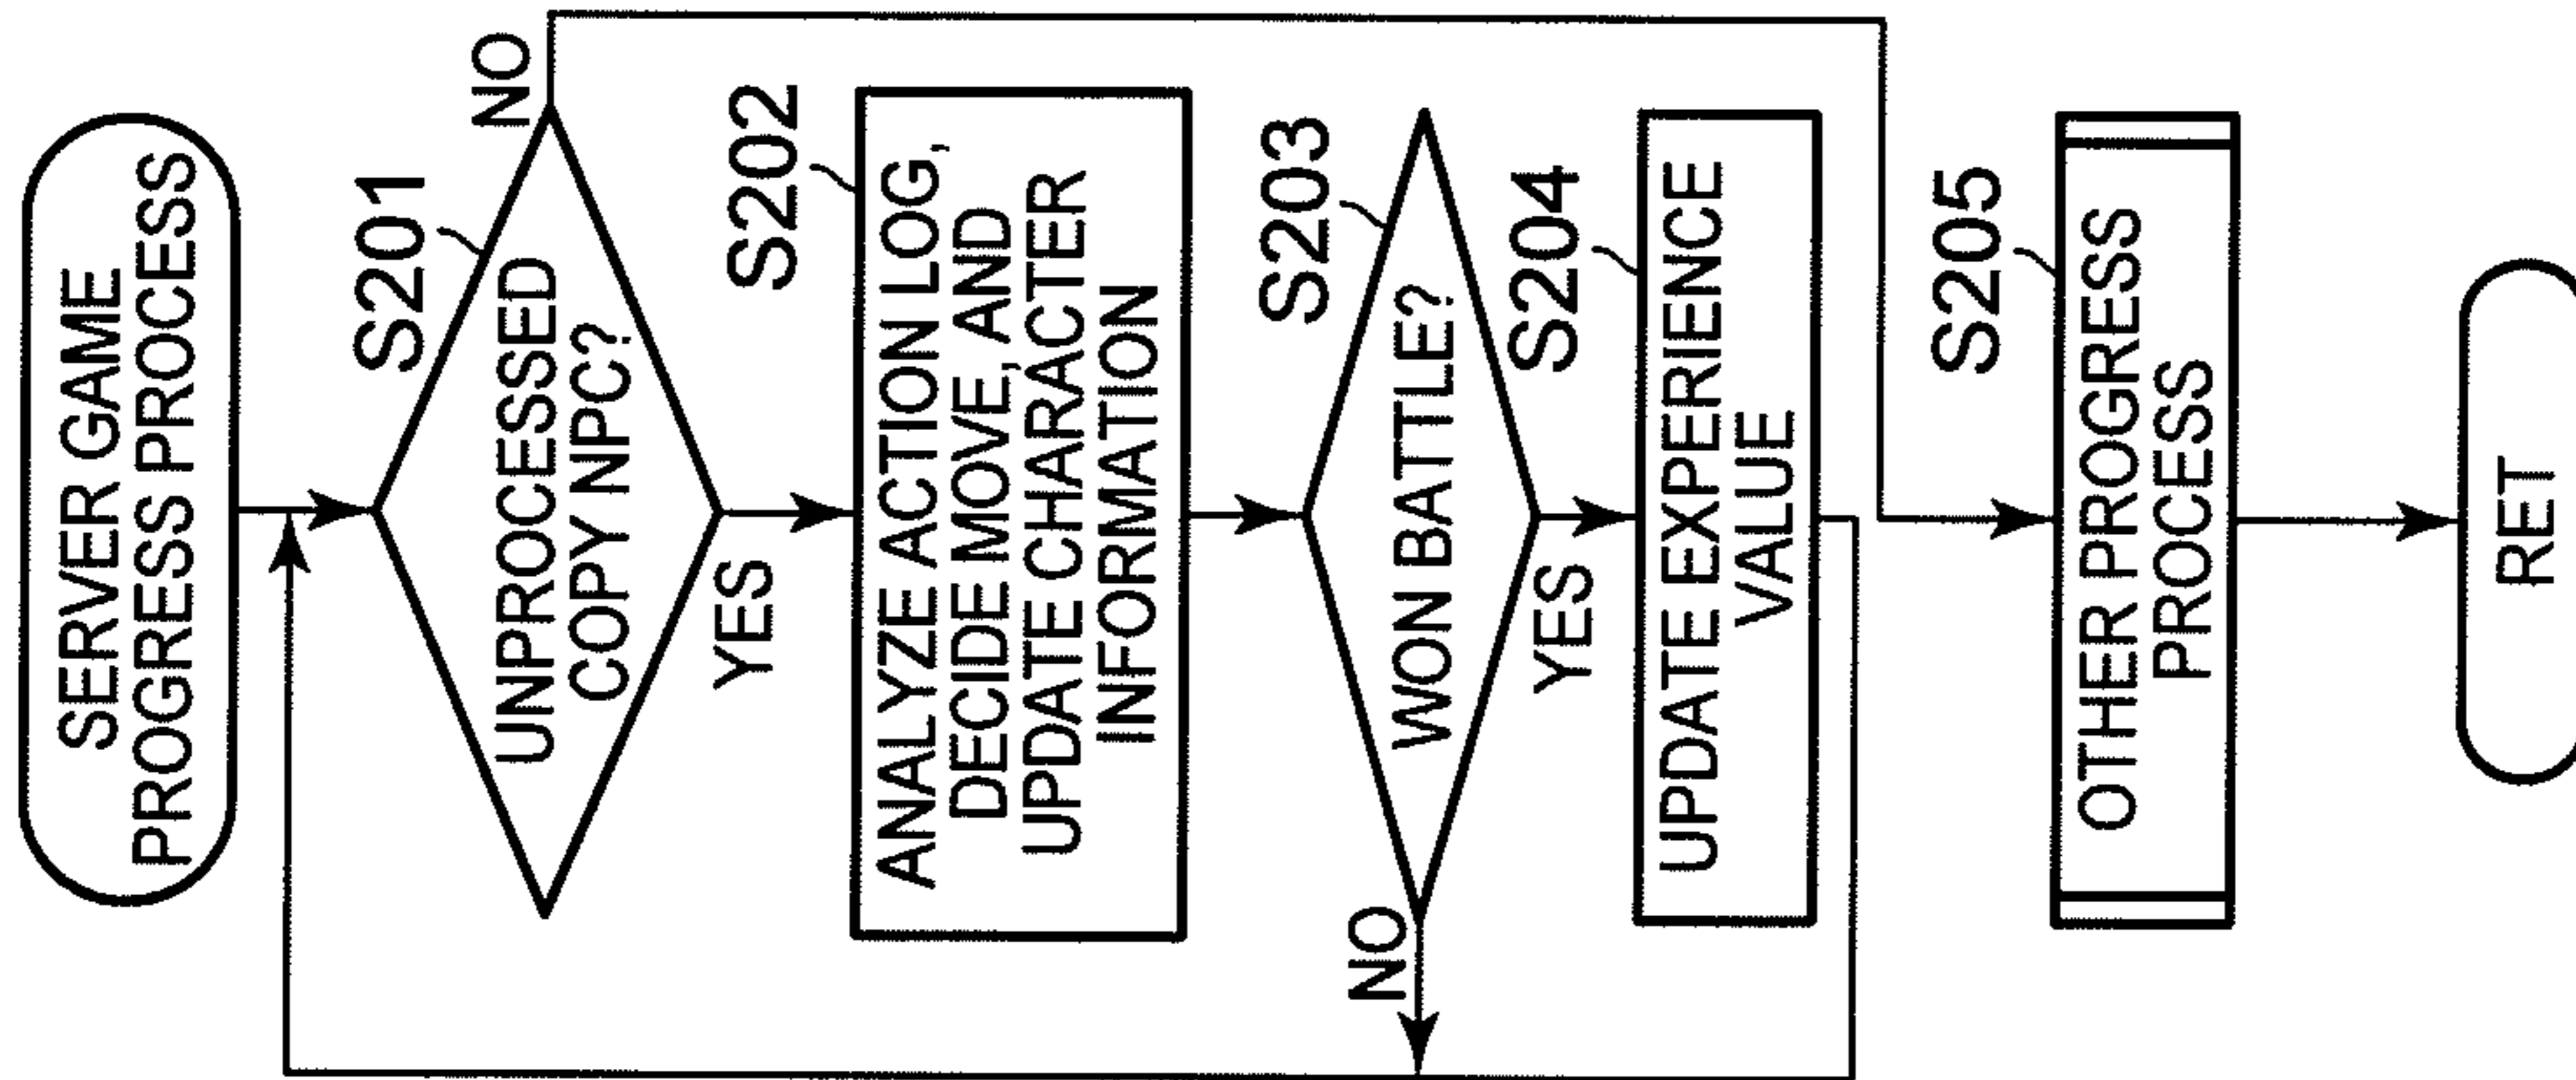 SERVER GAME
PROGRESS PROCESS
S201
UNPROCESSED
COPY NPC?
NO
YES
S202
ANALYZE ACTION LOG,
DECIDE MOVE, AND
UPDATE CHARACTER
INFORMATION
S203
WON BATTLE?
NO
YES
S204
UPDATE EXPERIENCE
VALUE
S205
OTHER PROGRESS
PROCESS
RET